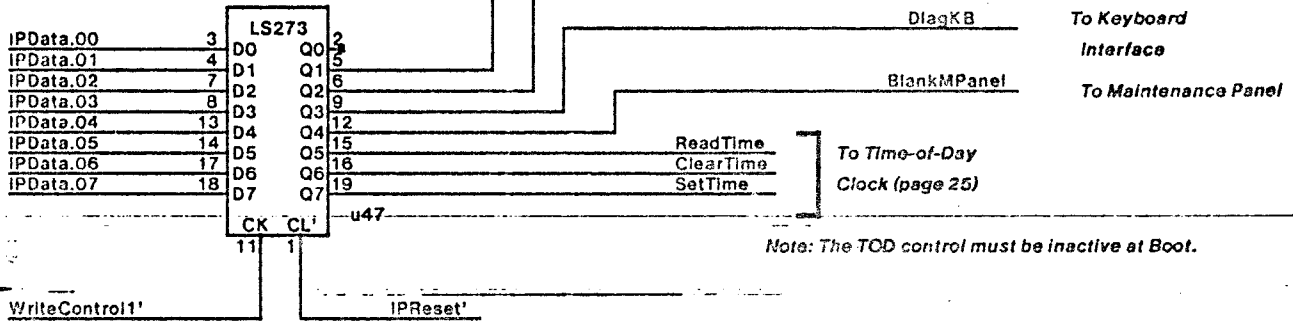 LS273
DiagKB To Keyboard
Interface
IPData.00 3 D0 Q0 2
IPData.01 4 D1 Q1 5
IPData.02 7 D2 Q2 6
BlankMPanel To Maintenance Panel
IPData.03 8 D3 Q3 9
IPData.04 13 D4 Q4 12
IPData.05 14 D5 Q5 15 ReadTime
IPData.06 17 D6 Q6 16 ClearTime
IPData.07 18 D7 Q7 19 SetTime
To Time-of-Day
Clock (page 25)
CK CL' u47
11 1
Note: The TOD control must be inactive at Boot.
WriteControl1' IPReset'